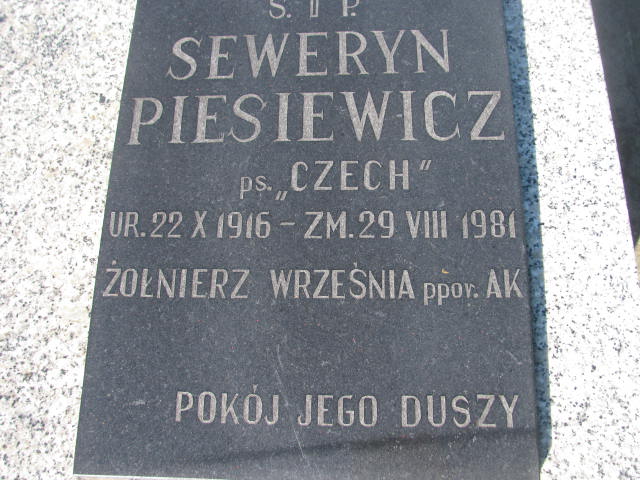 Ś. † P.
SEWERYN
PIESIEWICZ
ps. „CZECH"
UR. 22 X 1916 – ZM. 29 VIII 1981
ŻOŁNIERZ WRZEŚNIA ppor. AK
POKÓJ JEGO DUSZY